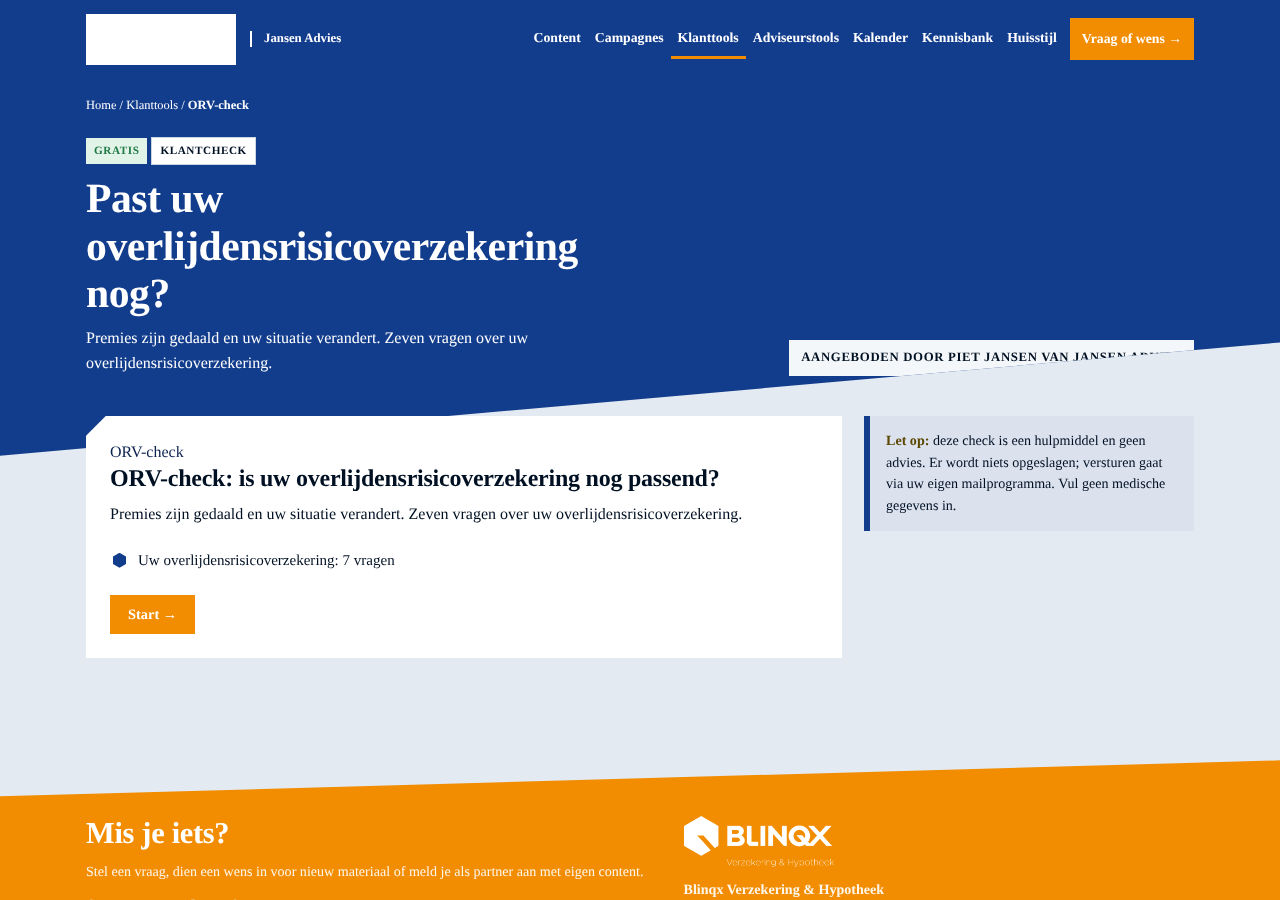 Jansen Advies
Content Campagnes Klanttools Adviseurstools Kalender Kennisbank Huisstijl Vraag of wens →
Home / Klanttools / ORV-check
GRATIS KLANTCHECK
Past uw
overlijdensrisicoverzekering
nog?
Premies zijn gedaald en uw situatie verandert. Zeven vragen over uw
overlijdensrisicoverzekering.
AANGEBODEN DOOR PIET JANSEN VAN JANSEN
ORV-check
ORV-check: is uw overlijdensrisicoverzekering nog passend?
Premies zijn gedaald en uw situatie verandert. Zeven vragen over uw overlijdensrisicoverzekering.
Uw overlijdensrisicoverzekering: 7 vragen
Start →
Let op: deze check is een hulpmiddel en geen
advies. Er wordt niets opgeslagen; versturen gaat
via uw eigen mailprogramma. Vul geen medische
gegevens in.
Mis je iets?
Stel een vraag, dien een wens in voor nieuw materiaal of meld je als partner aan met eigen content.
BLINQX
Verzekering & Hypotheek
Blinqx Verzekering & Hypotheek